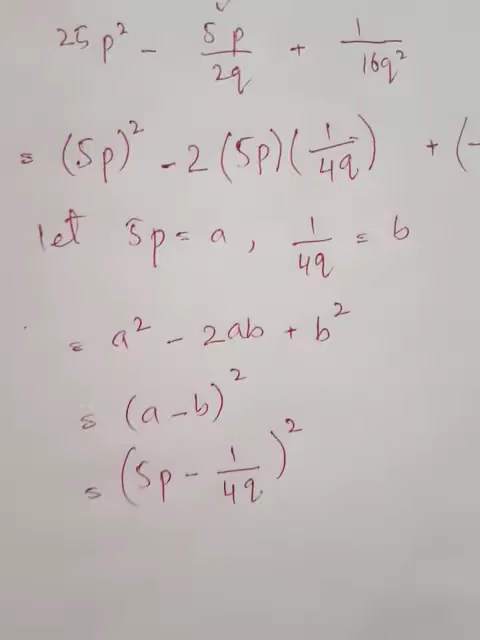 25p² - 5p/2q + 1/16q²
= (5p)² - 2(5p)(1/4q) + (-
let 5p = a, 1/4q = b
= a² - 2ab + b²
= (a - b)²
= (5p - 1/4q)²